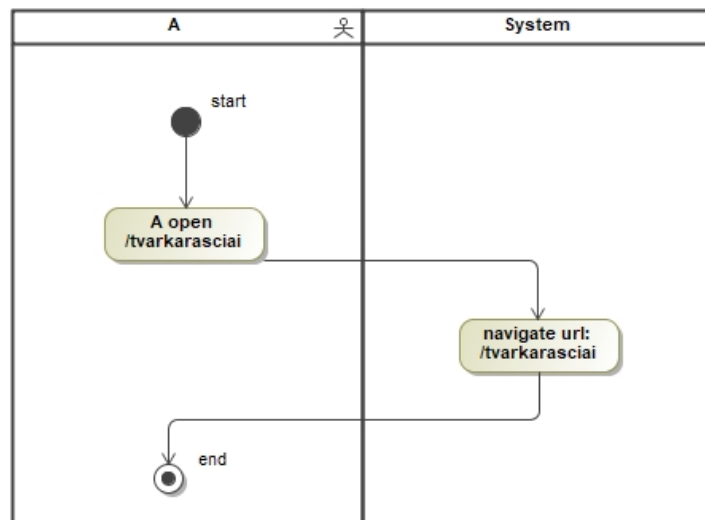 A
System
start
A open
/tvarkarasciai
navigate url:
/tvarkarasciai
end